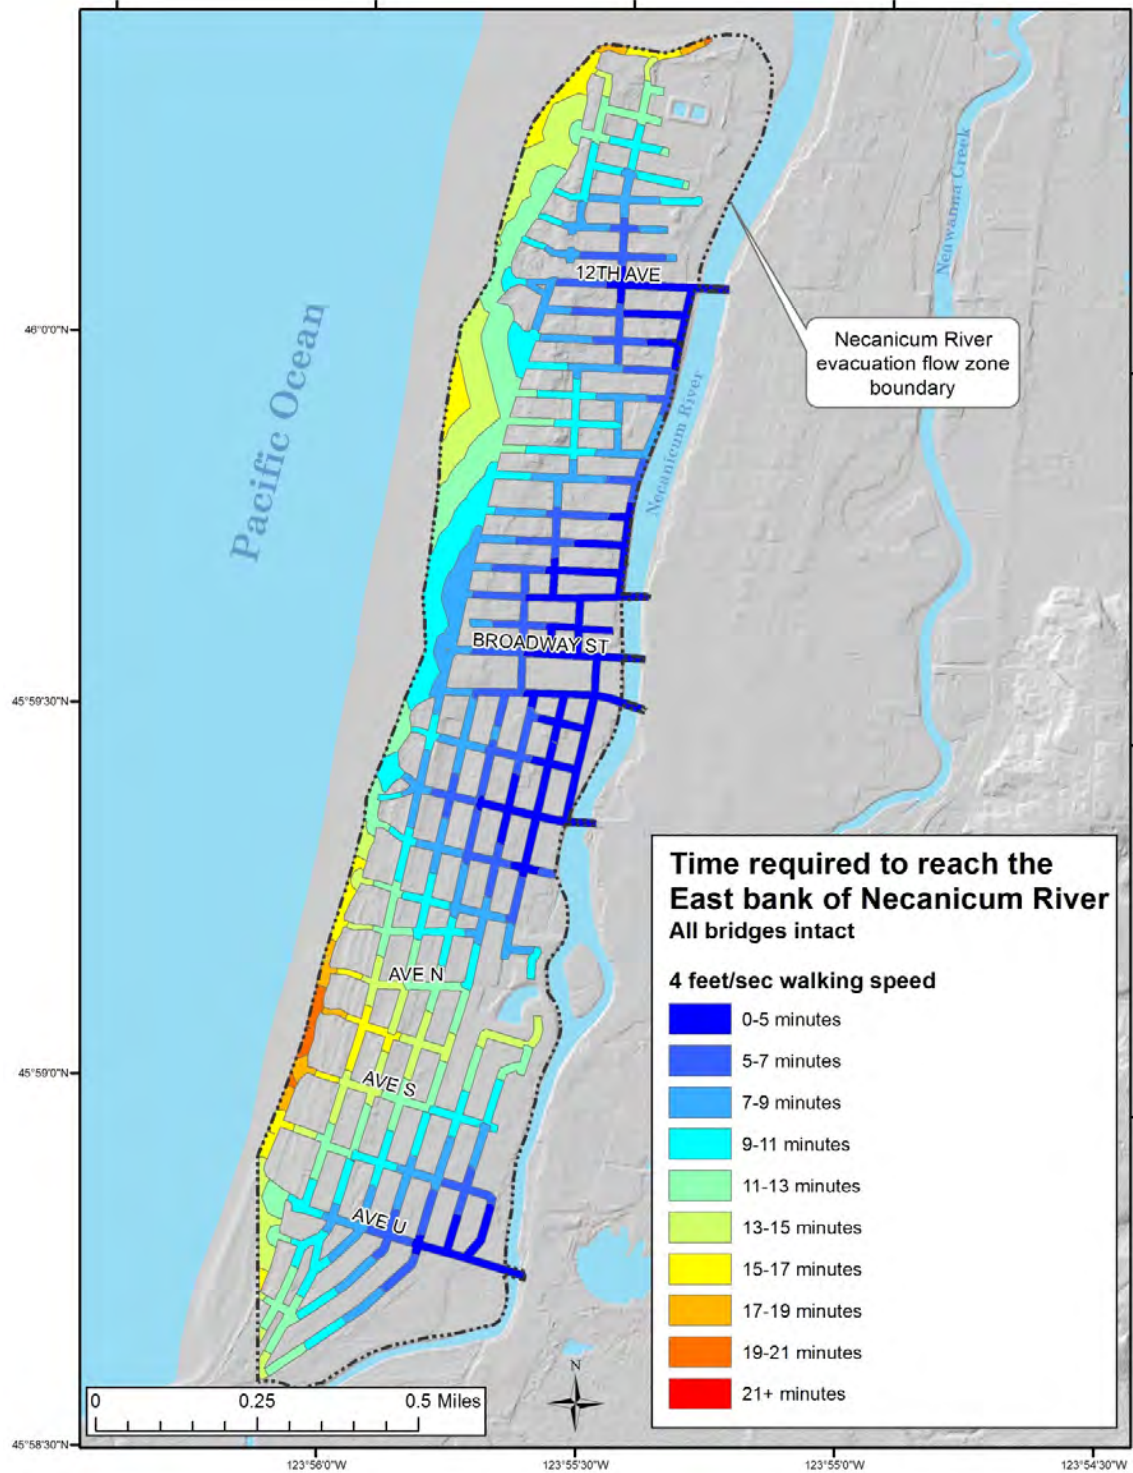 Pacific Ocean
46°0'0"N
45°59'30"N
45°59'0"N
45°58'30"N
12TH AVE
BROADWAY ST
AVE N
AVE S
AVE U
Necanicum River
Neawanna Creek
Necanicum River
evacuation flow zone
boundary
Time required to reach the
East bank of Necanicum River
All bridges intact
4 feet/sec walking speed
0-5 minutes
5-7 minutes
7-9 minutes
9-11 minutes
11-13 minutes
13-15 minutes
15-17 minutes
17-19 minutes
19-21 minutes
21+ minutes
N
0 0.25 0.5 Miles
123°56'0"W 123°55'30"W 123°55'0"W 123°54'30"W